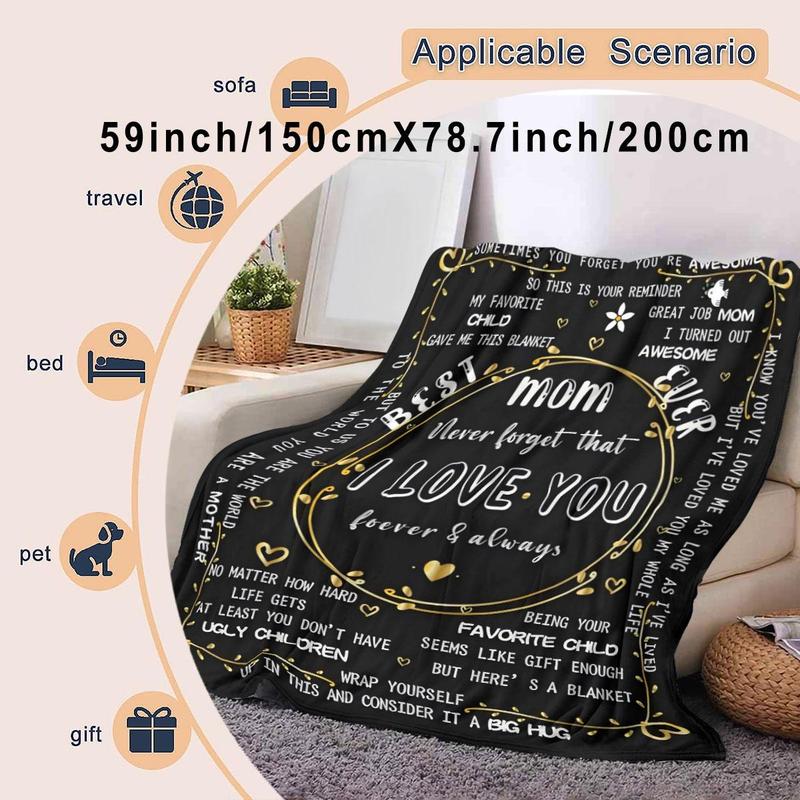 Applicable Scenario
sofa
59inch/150cmX78.7inch/200cm
travel
bed
pet
gift
SOMETIMES YOU FORGET YOU'RE AWESOME
SO THIS IS YOUR REMINDER
MY FAVORITE
CHILD
GAVE ME THIS BLANKET
GREAT JOB MOM
I TURNED OUT
AWESOME
BEST mom EVER
Never forget that
I LOVE YOU
foever & always
TO THE
WORLD YOU
ARE A MOTHER
BUT TO US YOU ARE THE WORLD
I KNOW YOU'VE LOVED ME AS LONG AS I'VE LIVED
BUT I'VE LOVED YOU MY WHOLE LIFE
NO MATTER HOW HARD
LIFE GETS
AT LEAST YOU DON'T HAVE
UGLY CHILDREN
BEING YOUR
FAVORITE CHILD
SEEMS LIKE GIFT ENOUGH
BUT HERE'S A BLANKET
WRAP YOURSELF
UP IN THIS AND CONSIDER IT A BIG HUG